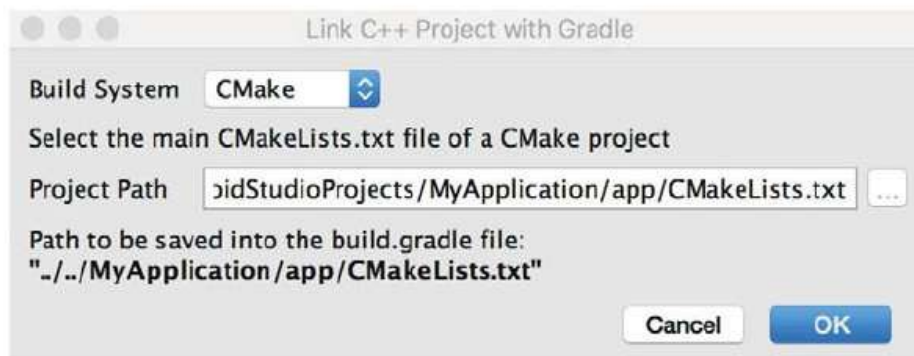 Link C++ Project with Gradle
Build System CMake
Select the main CMakeLists.txt file of a CMake project
Project Path oidStudioProjects/MyApplication/app/CMakeLists.txt ...
Path to be saved into the build.gradle file:
"../../MyApplication/app/CMakeLists.txt"
Cancel OK